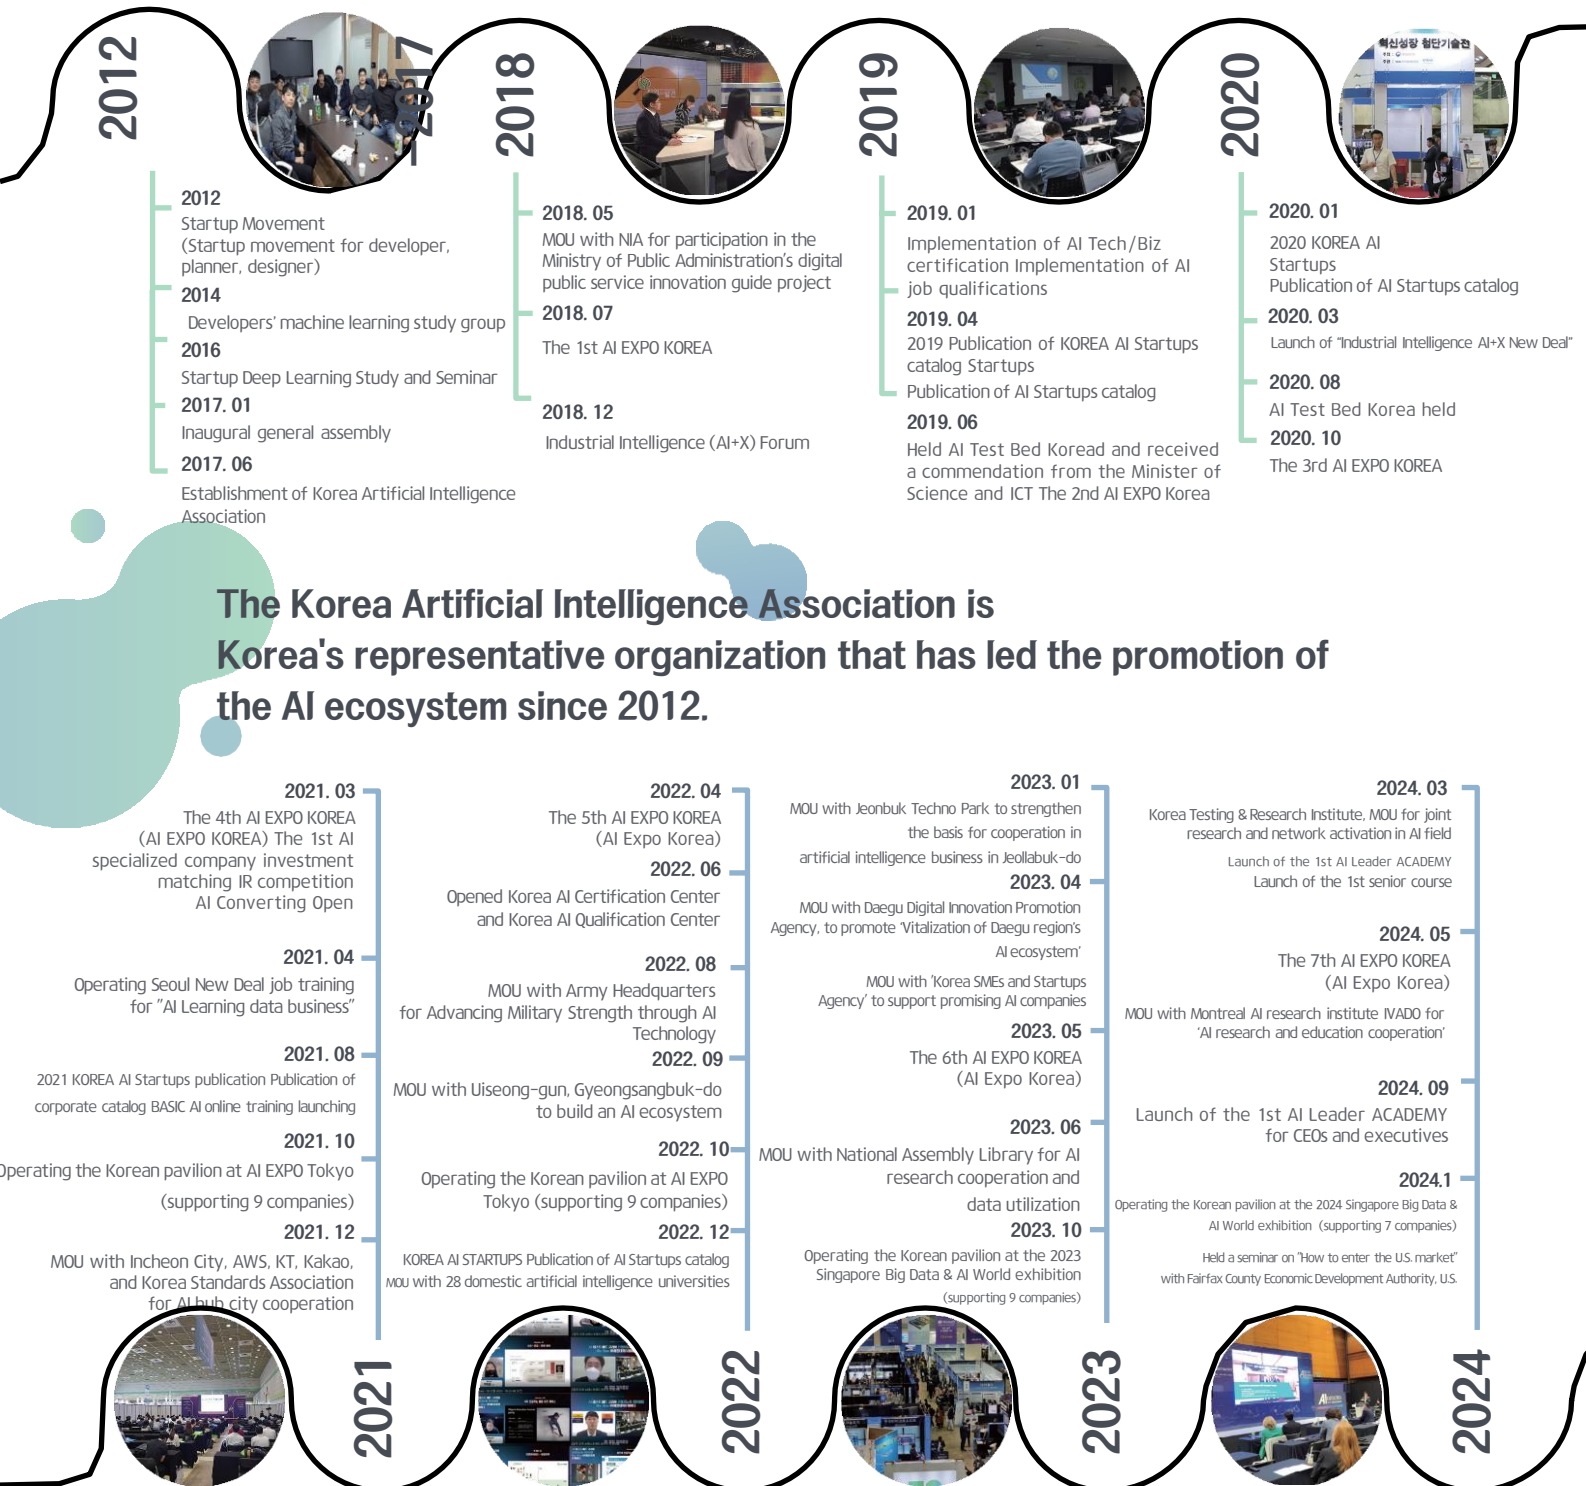 2012
–2017
2012
Startup Movement
(Startup movement for developer,
planner, designer)
2014
Developers' machine learning study group
2016
Startup Deep Learning Study and Seminar
2017. 01
Inaugural general assembly
2017. 06
Establishment of Korea Artificial Intelligence
Association
2018
2018. 05
MOU with NIA for participation in the
Ministry of Public Administration's digital
public service innovation guide project
2018. 07
The 1st AI EXPO KOREA
2018. 12
Industrial Intelligence (AI+X) Forum
2019
2019. 01
Implementation of AI Tech/Biz
certification Implementation of AI
job qualifications
2019. 04
2019 Publication of KOREA AI Startups
catalog Startups
Publication of AI Startups catalog
2019. 06
Held AI Test Bed Koread and received
a commendation from the Minister of
Science and ICT The 2nd AI EXPO Korea
2020
혁신성장 첨단기술전
2020. 01
2020 KOREA AI
Startups
Publication of AI Startups catalog
2020. 03
Launch of "Industrial Intelligence AI+X New Deal"
2020. 08
AI Test Bed Korea held
2020. 10
The 3rd AI EXPO KOREA
The Korea Artificial Intelligence Association is
Korea's representative organization that has led the promotion of
the AI ecosystem since 2012.
2021. 03
The 4th AI EXPO KOREA
(AI EXPO KOREA) The 1st AI
specialized company investment
matching IR competition
AI Converting Open
2021. 04
Operating Seoul New Deal job training
for "AI Learning data business"
2021. 08
2021 KOREA AI Startups publication Publication of
corporate catalog BASIC AI online training launching
2021. 10
Operating the Korean pavilion at AI EXPO Tokyo
(supporting 9 companies)
2021. 12
MOU with Incheon City, AWS, KT, Kakao,
and Korea Standards Association
for AI hub city cooperation
2021
2022. 04
The 5th AI EXPO KOREA
(AI Expo Korea)
2022. 06
Opened Korea AI Certification Center
and Korea AI Qualification Center
2022. 08
MOU with Army Headquarters
for Advancing Military Strength through AI
Technology
2022. 09
MOU with Uiseong-gun, Gyeongsangbuk-do
to build an AI ecosystem
2022. 10
Operating the Korean pavilion at AI EXPO
Tokyo (supporting 9 companies)
2022. 12
KOREA AI STARTUPS Publication of AI Startups catalog
MOU with 28 domestic artificial intelligence universities
2022
2023. 01
MOU with Jeonbuk Techno Park to strengthen
the basis for cooperation in
artificial intelligence business in Jeollabuk-do
2023. 04
MOU with Daegu Digital Innovation Promotion
Agency, to promote 'Vitalization of Daegu region's
AI ecosystem'
MOU with 'Korea SMEs and Startups
Agency' to support promising AI companies
2023. 05
The 6th AI EXPO KOREA
(AI Expo Korea)
2023. 06
MOU with National Assembly Library for AI
research cooperation and
data utilization
2023. 10
Operating the Korean pavilion at the 2023
Singapore Big Data & AI World exhibition
(supporting 9 companies)
2023
2024. 03
Korea Testing & Research Institute, MOU for joint
research and network activation in AI field
Launch of the 1st AI Leader ACADEMY
Launch of the 1st senior course
2024. 05
The 7th AI EXPO KOREA
(AI Expo Korea)
MOU with Montreal AI research institute IVADO for
'AI research and education cooperation'
2024. 09
Launch of the 1st AI Leader ACADEMY
for CEOs and executives
2024.1
Operating the Korean pavilion at the 2024 Singapore Big Data &
AI World exhibition (supporting 7 companies)
Held a seminar on "How to enter the U.S. market"
with Fairfax County Economic Development Authority, U.S.
2024